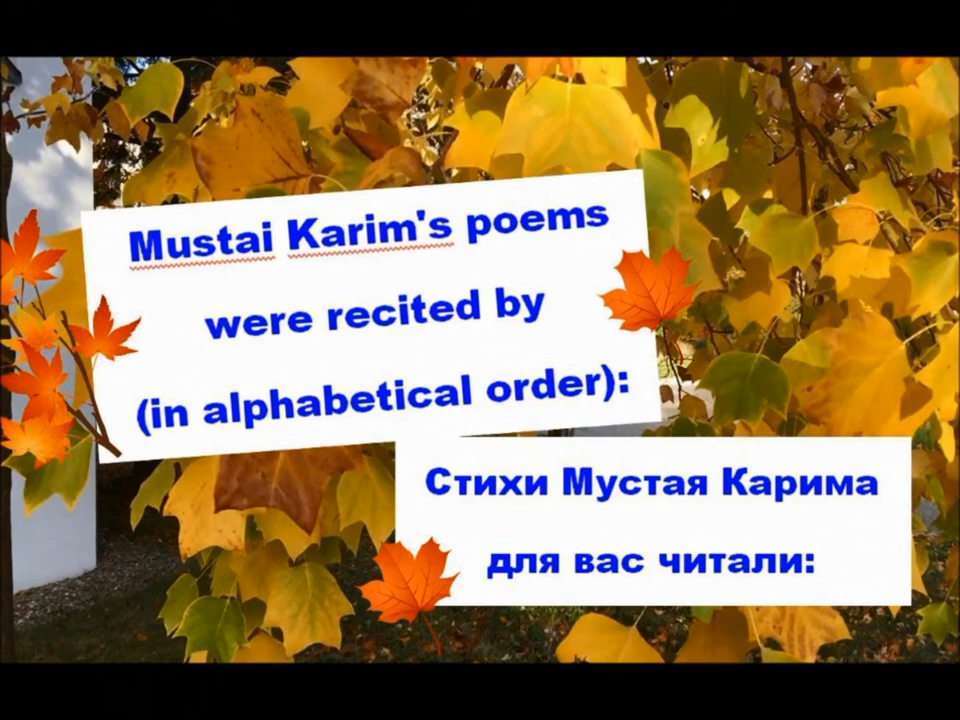 Mustai Karim's poems
were recited by
(in alphabetical order):
Стихи Мустая Карима
для вас читали: